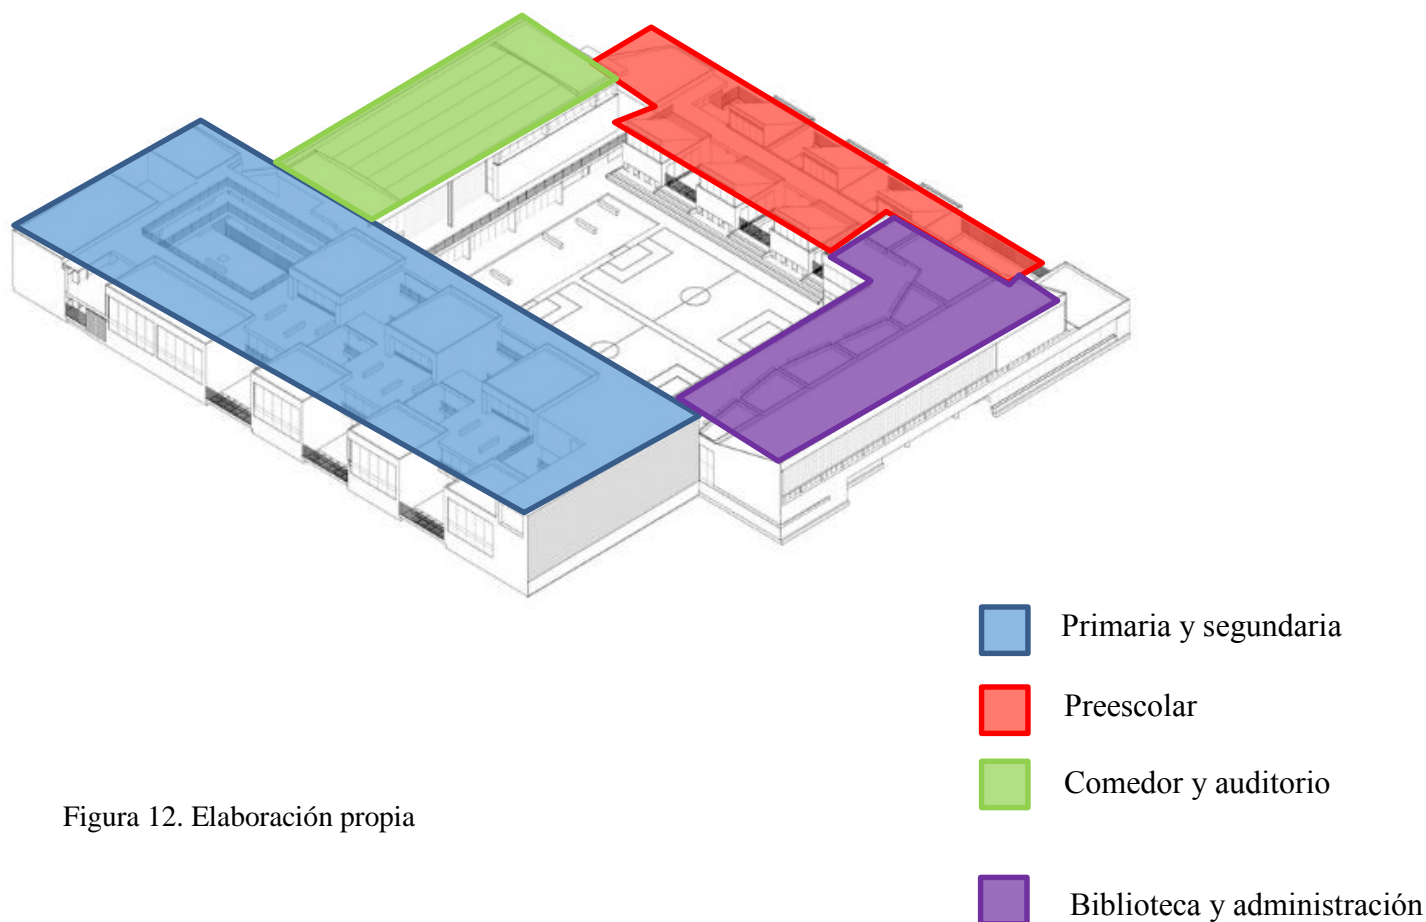 Primaria y segundaria
Preescolar
Comedor y auditorio
Figura 12. Elaboración propia
Biblioteca y administración